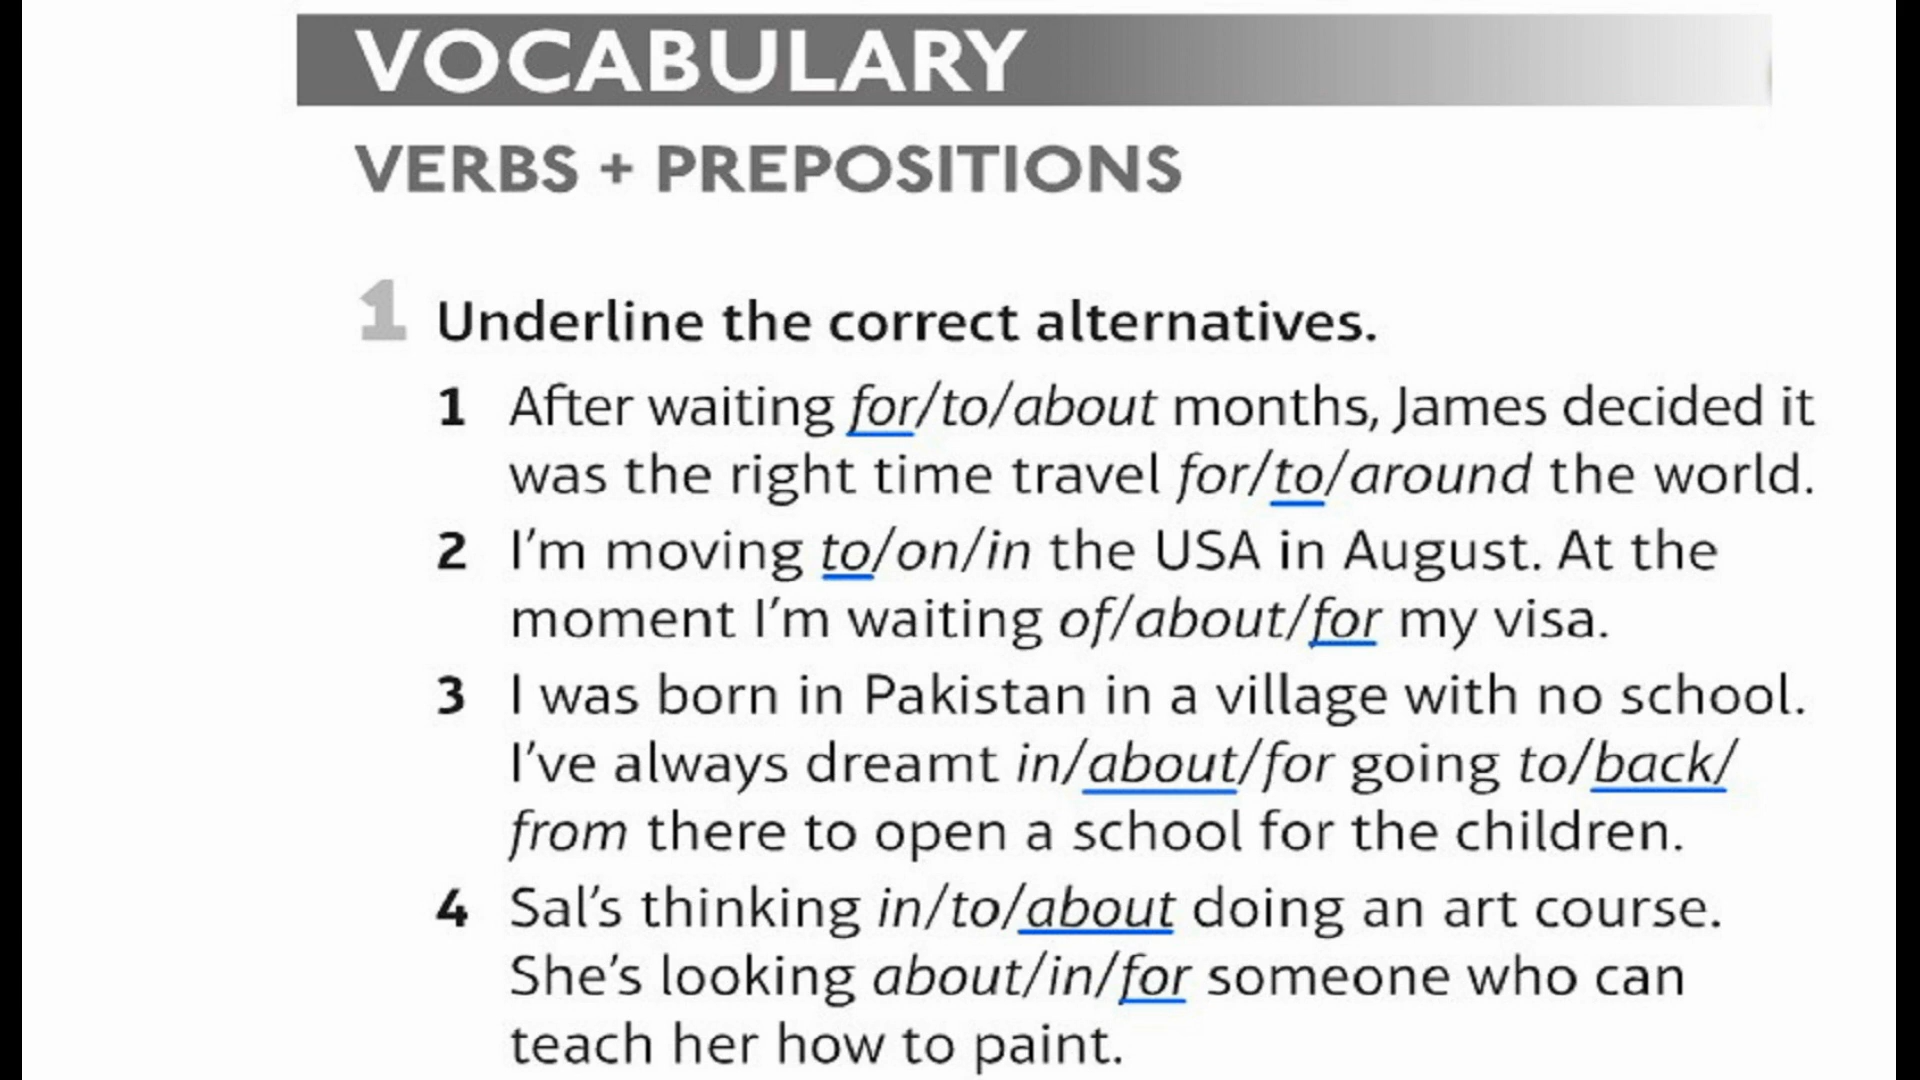 VOCABULARY
VERBS + PREPOSITIONS
1 Underline the correct alternatives.
1 After waiting for/to/about months, James decided it
was the right time travel for/to/around the world.
2 I'm moving to/on/in the USA in August. At the
moment I'm waiting of/about/for my visa.
3 I was born in Pakistan in a village with no school.
I've always dreamt in/about/for going to/back/
from there to open a school for the children.
4 Sal's thinking in/to/about doing an art course.
She's looking about/in/for someone who can
teach her how to paint.